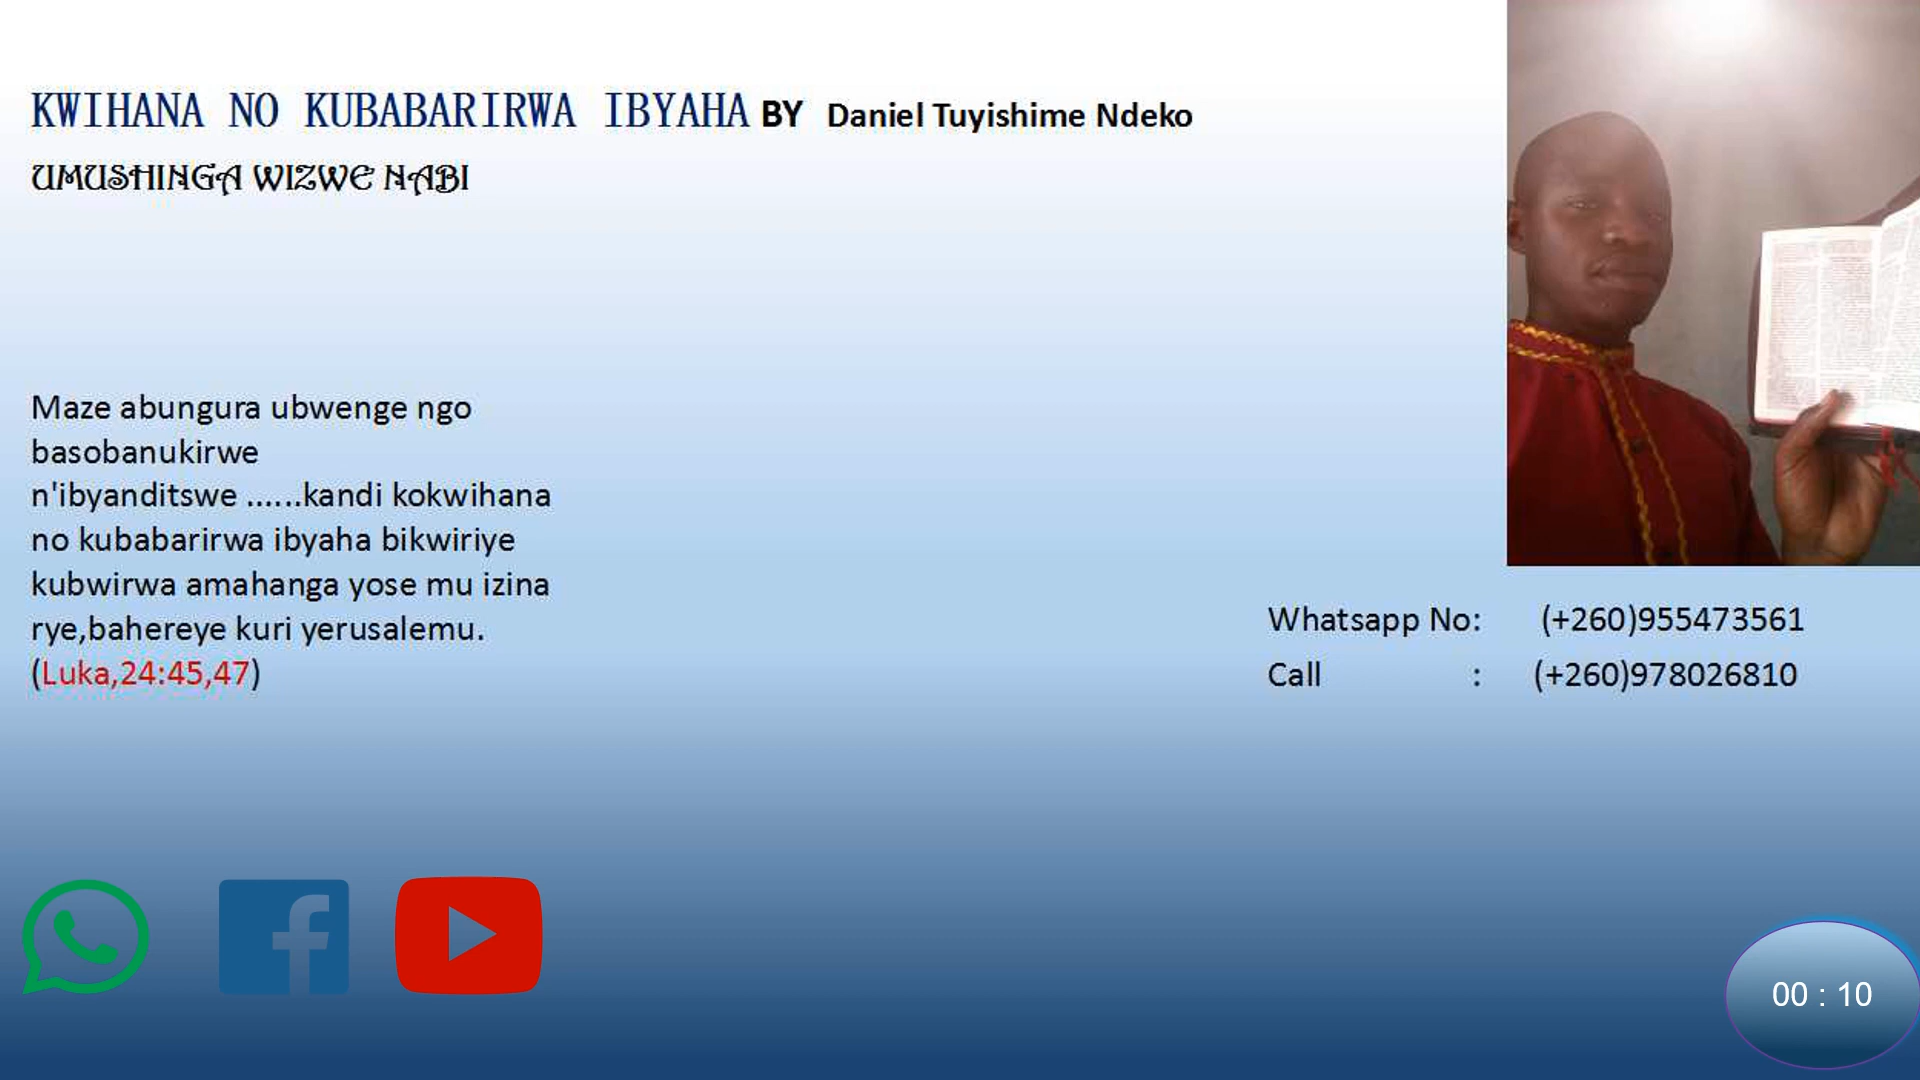 KWIHANA NO KUBABARIRWA IBYAHA BY Daniel Tuyishime Ndeko
UMUSHINGA WIZWE NABI
Maze abungura ubwenge ngo
basobanukirwe
n'ibyanditswe ......kandi kokwihana
no kubabarirwa ibyaha bikwiriye
kubwirwa amahanga yose mu izina
rye,bahereye kuri yerusalemu.
(Luka,24:45,47)
Whatsapp No: (+260)955473561
Call : (+260)978026810
00 : 10